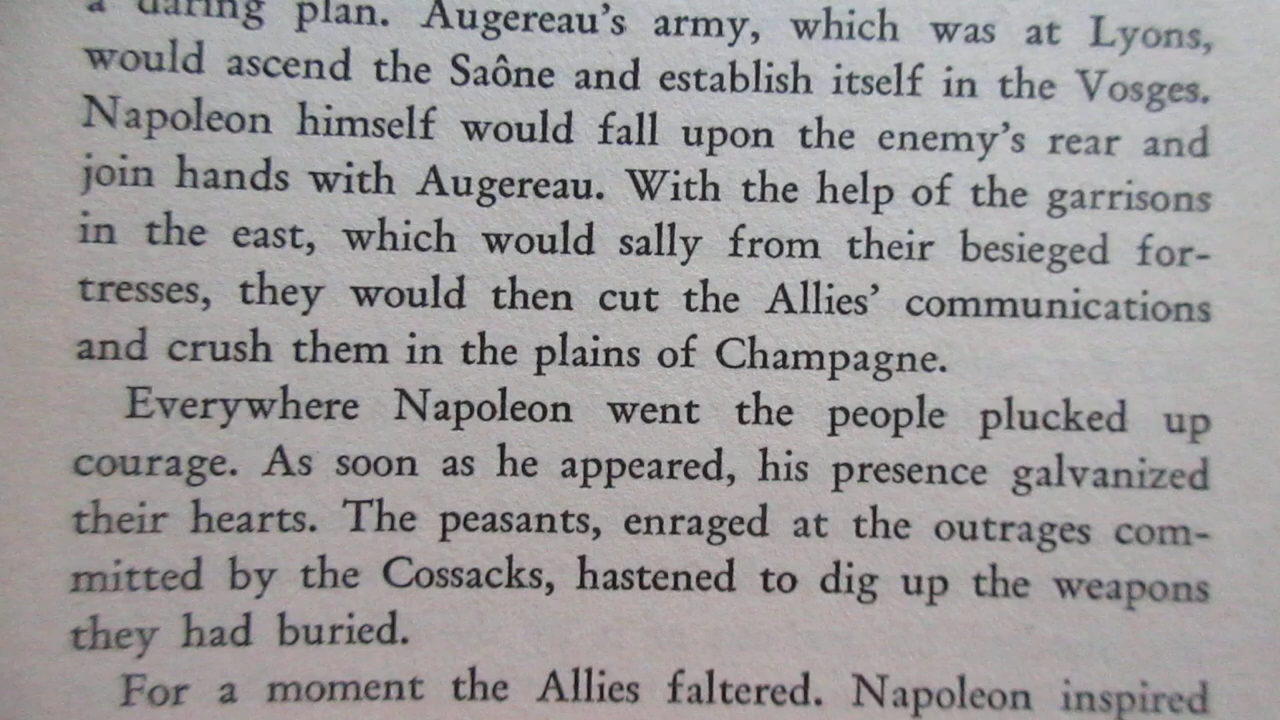 a daring plan. Augereau's army, which was at Lyons,
would ascend the Saône and establish itself in the Vosges.
Napoleon himself would fall upon the enemy's rear and
join hands with Augereau. With the help of the garrisons
in the east, which would sally from their besieged for-
tresses, they would then cut the Allies' communications
and crush them in the plains of Champagne.
Everywhere Napoleon went the people plucked up
courage. As soon as he appeared, his presence galvanized
their hearts. The peasants, enraged at the outrages com-
mitted by the Cossacks, hastened to dig up the weapons
they had buried.
For a moment the Allies faltered. Napoleon inspired